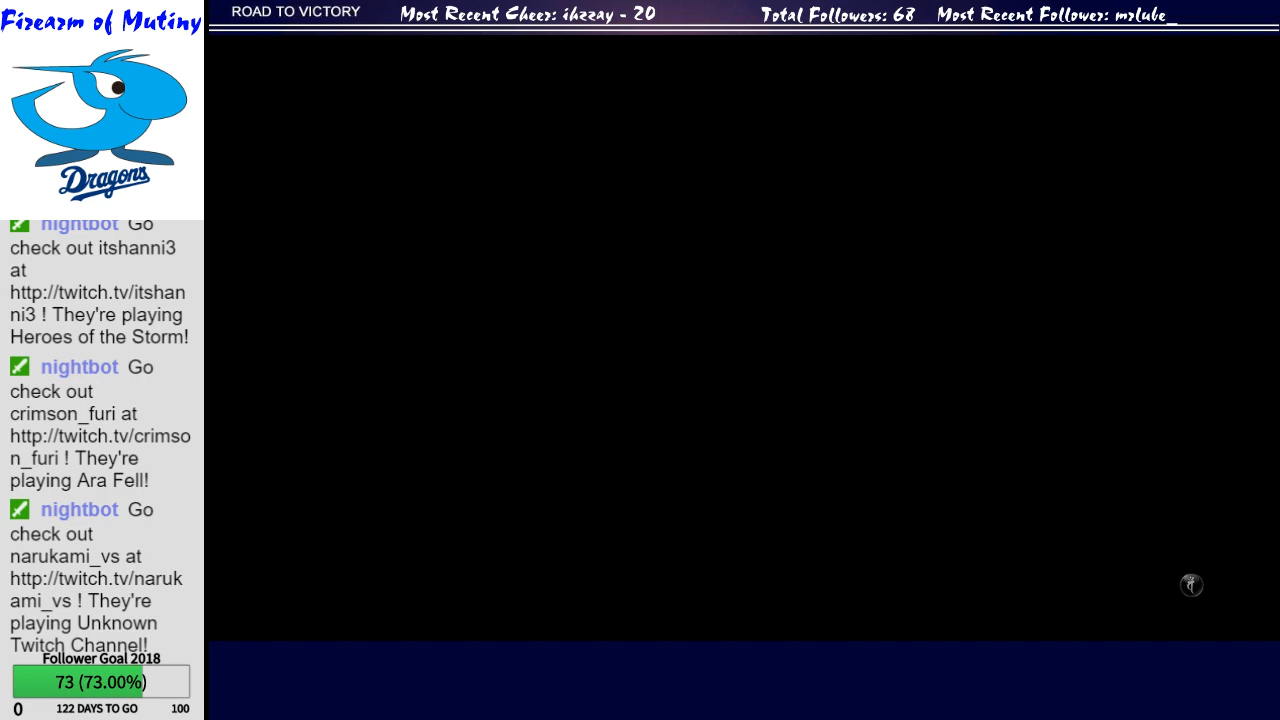 Firearm of Mutiny
ROAD TO VICTORY
Most Recent Cheer: ihzzay - 20
Total Followers: 68
Most Recent Follower: mrlube_
Dragons
nightbot Go
check out itshanni3
at
http://twitch.tv/itshan
ni3 ! They're playing
Heroes of the Storm!
nightbot Go
check out
crimson_furi at
http://twitch.tv/crimso
n_furi ! They're
playing Ara Fell!
nightbot Go
check out
narukami_vs at
http://twitch.tv/naruk
ami_vs ! They're
playing Unknown
Twitch Channel!
Follower Goal 2018
73 (73.00%)
0
122 DAYS TO GO
100